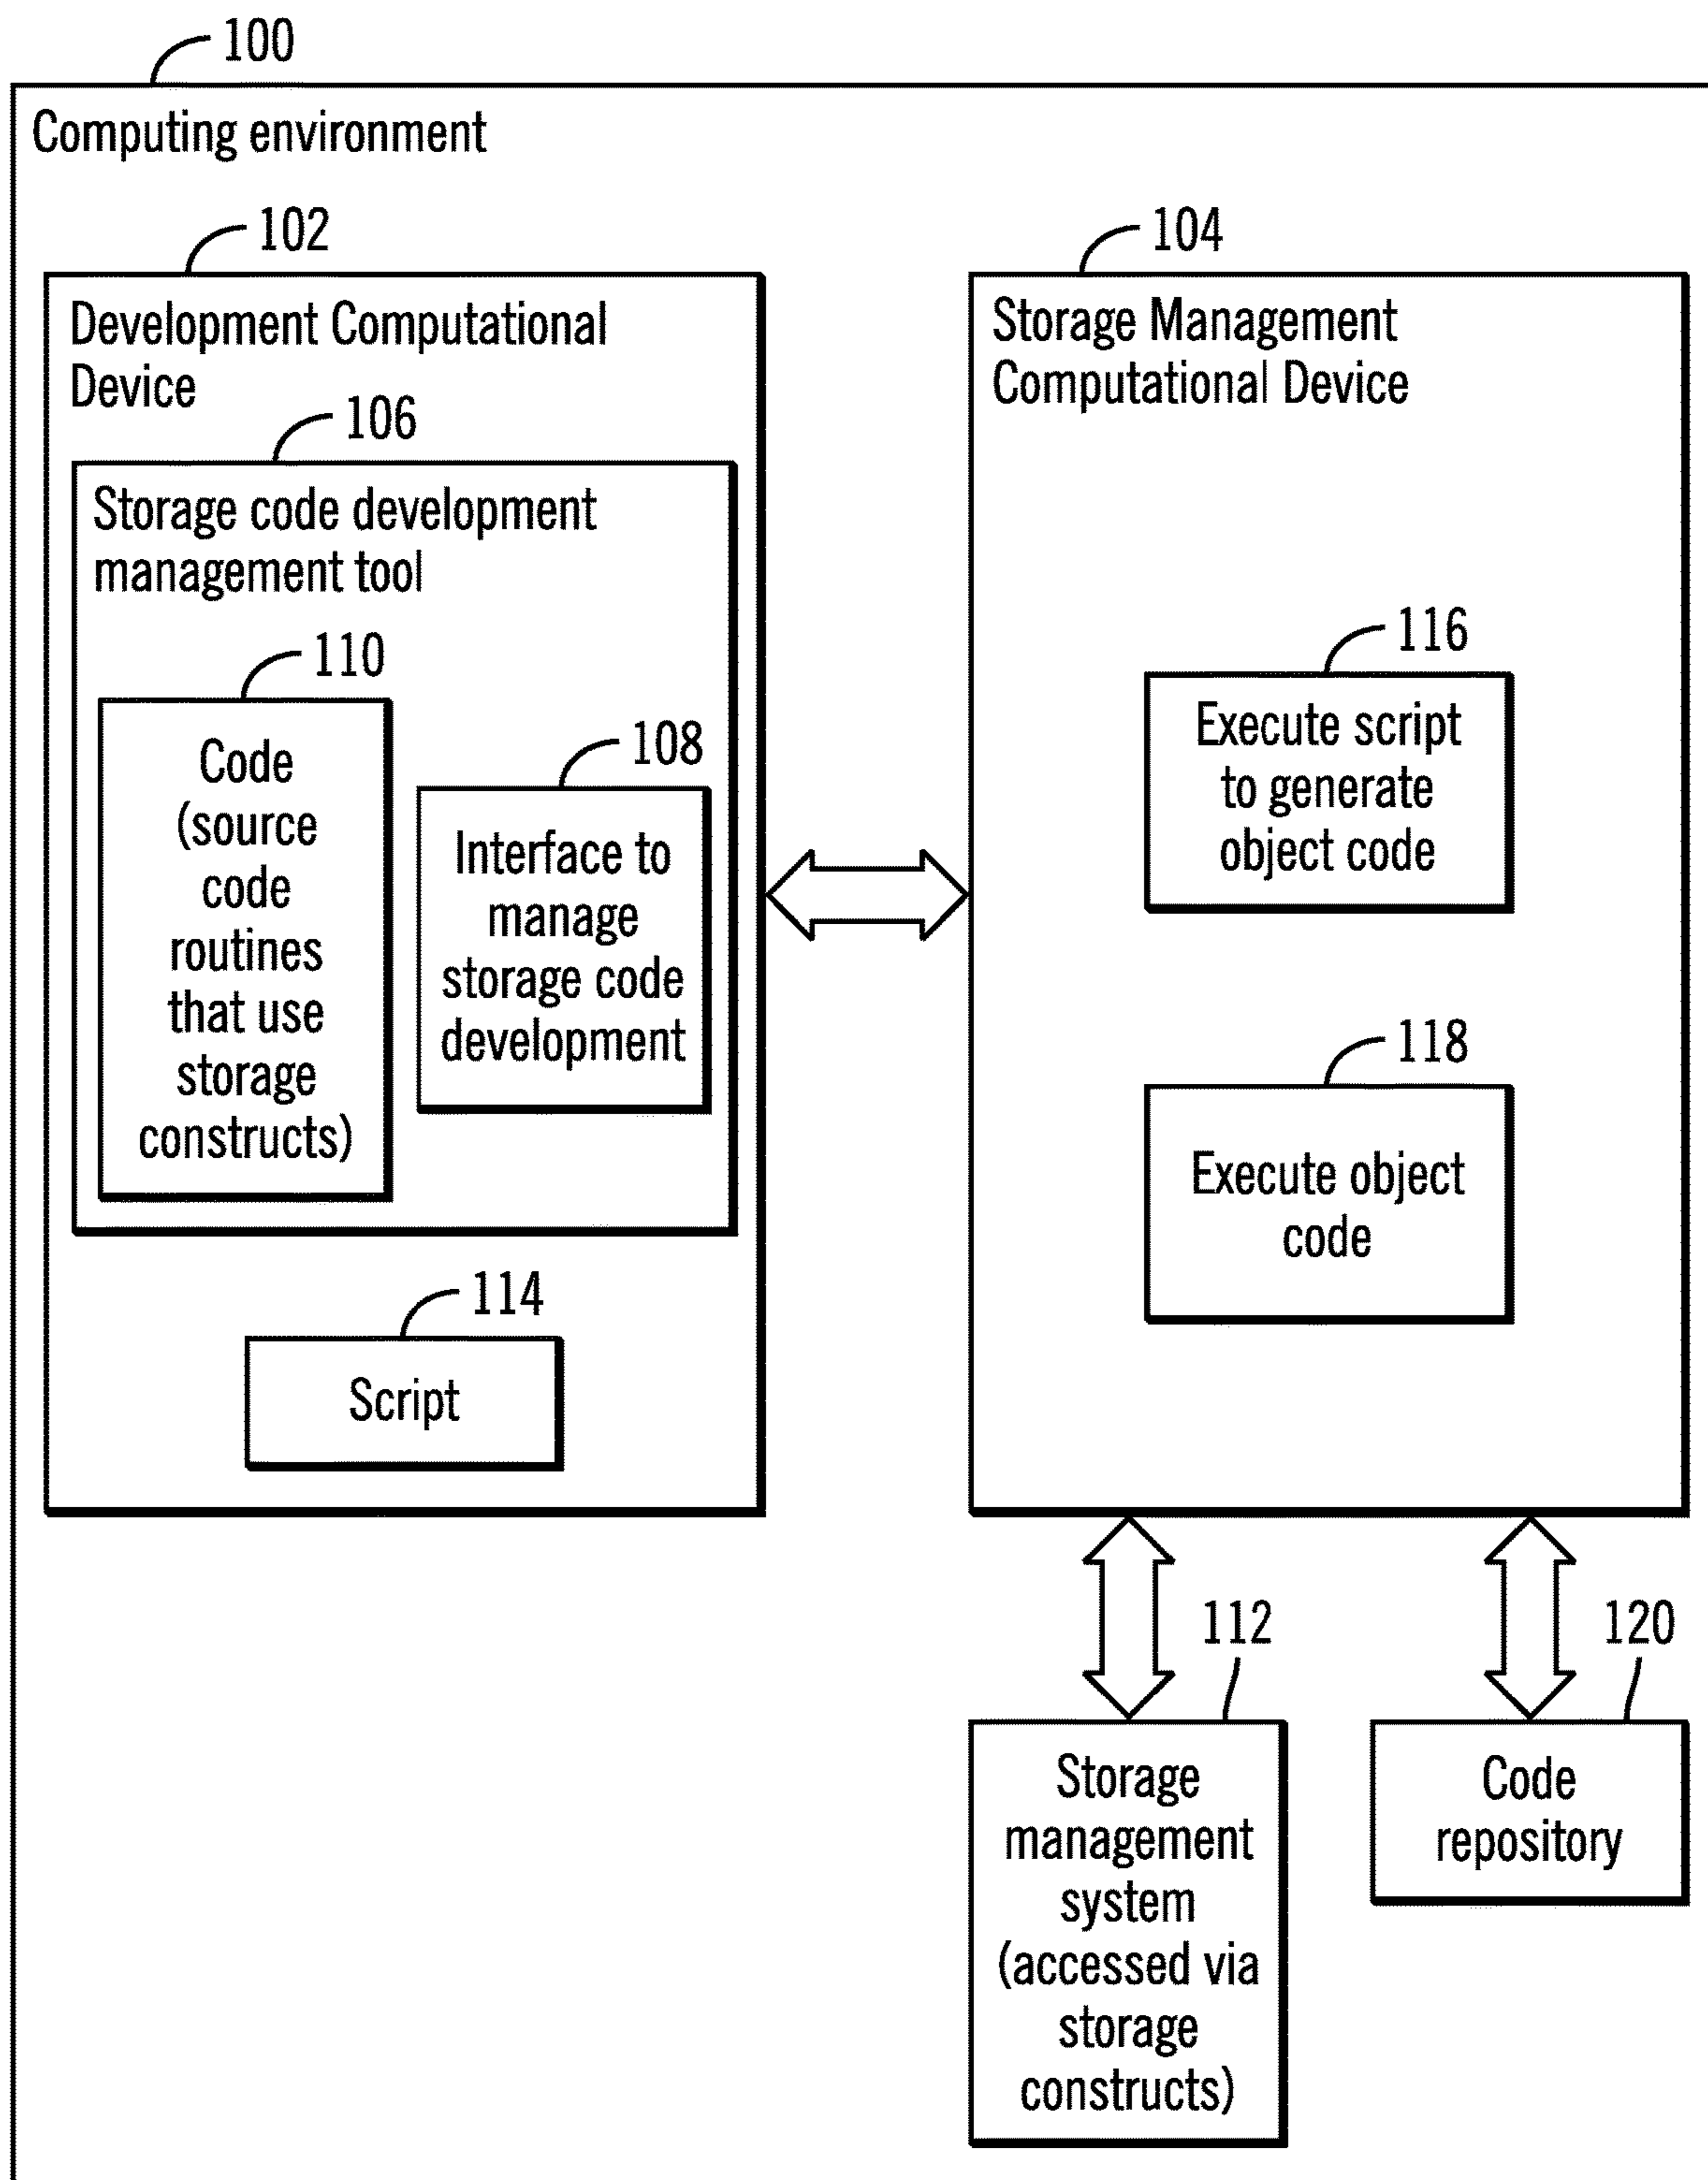 100
Computing environment
102
Development Computational
Device
106
Storage code development
management tool
110
Code
(source
code
routines
that use
storage
constructs)
108
Interface to
manage
storage code
development
114
Script
104
Storage Management
Computational Device
116
Execute script
to generate
object code
118
Execute object
code
112
Storage
management
system
(accessed via
storage
constructs)
120
Code
repository